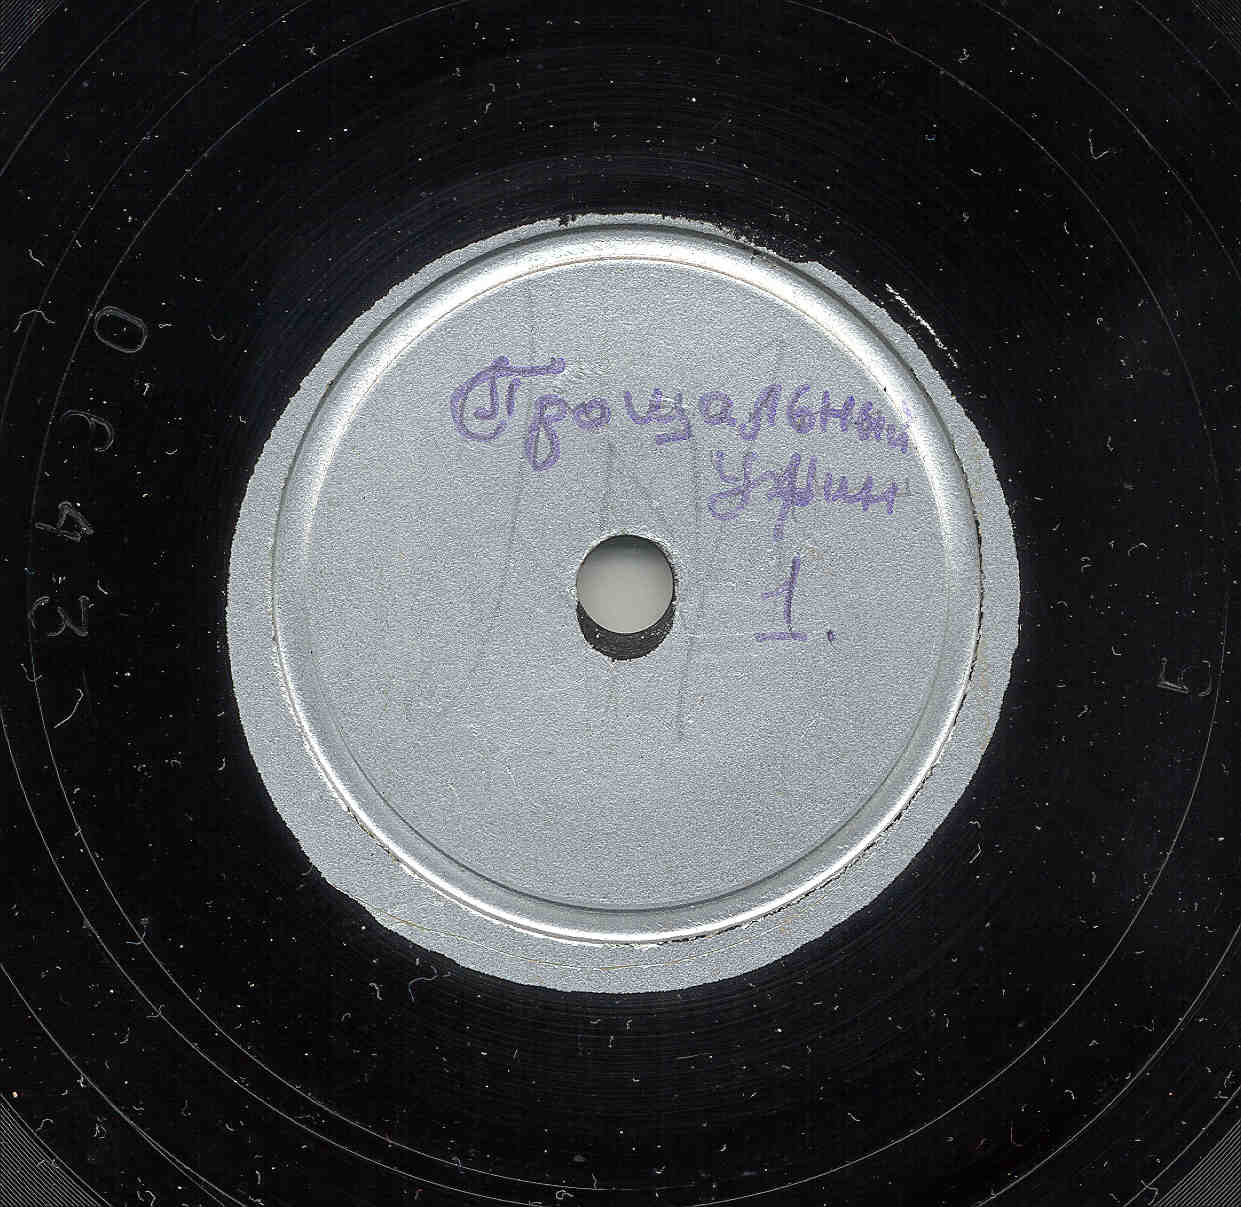 Прощальный
ужин
1.